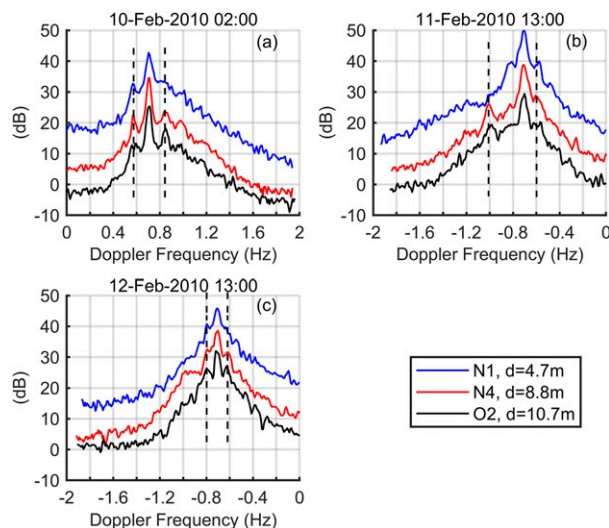 10-Feb-2010 02:00
50
40
30
20
10
0
-10
(dB)
(a)
0 0.4 0.8 1.2 1.6 2
Doppler Frequency (Hz)
11-Feb-2010 13:00
50
40
30
20
10
0
-10
(dB)
(b)
-2 -1.6 -1.2 -0.8 -0.4 0
Doppler Frequency (Hz)
12-Feb-2010 13:00
50
40
30
20
10
0
-10
(dB)
(c)
-2 -1.6 -1.2 -0.8 -0.4 0
Doppler Frequency (Hz)
N1, d=4.7m
N4, d=8.8m
O2, d=10.7m